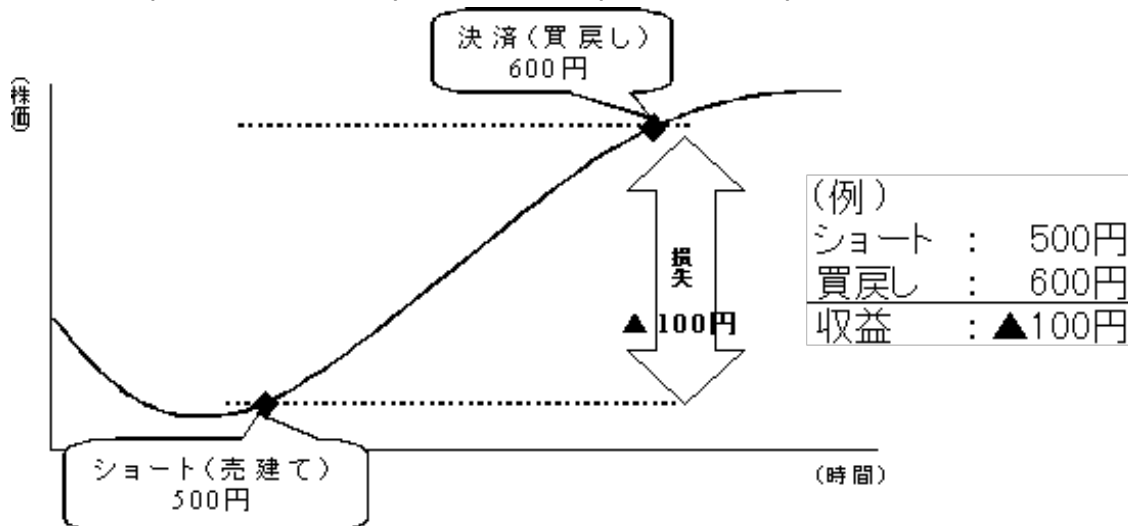 決済(買戻し)
600円
(株価)
損失
▲100円
(例)
ショート : 500円
買戻し : 600円
収益 : ▲100円
ショート(売建て)
500円
(時間)